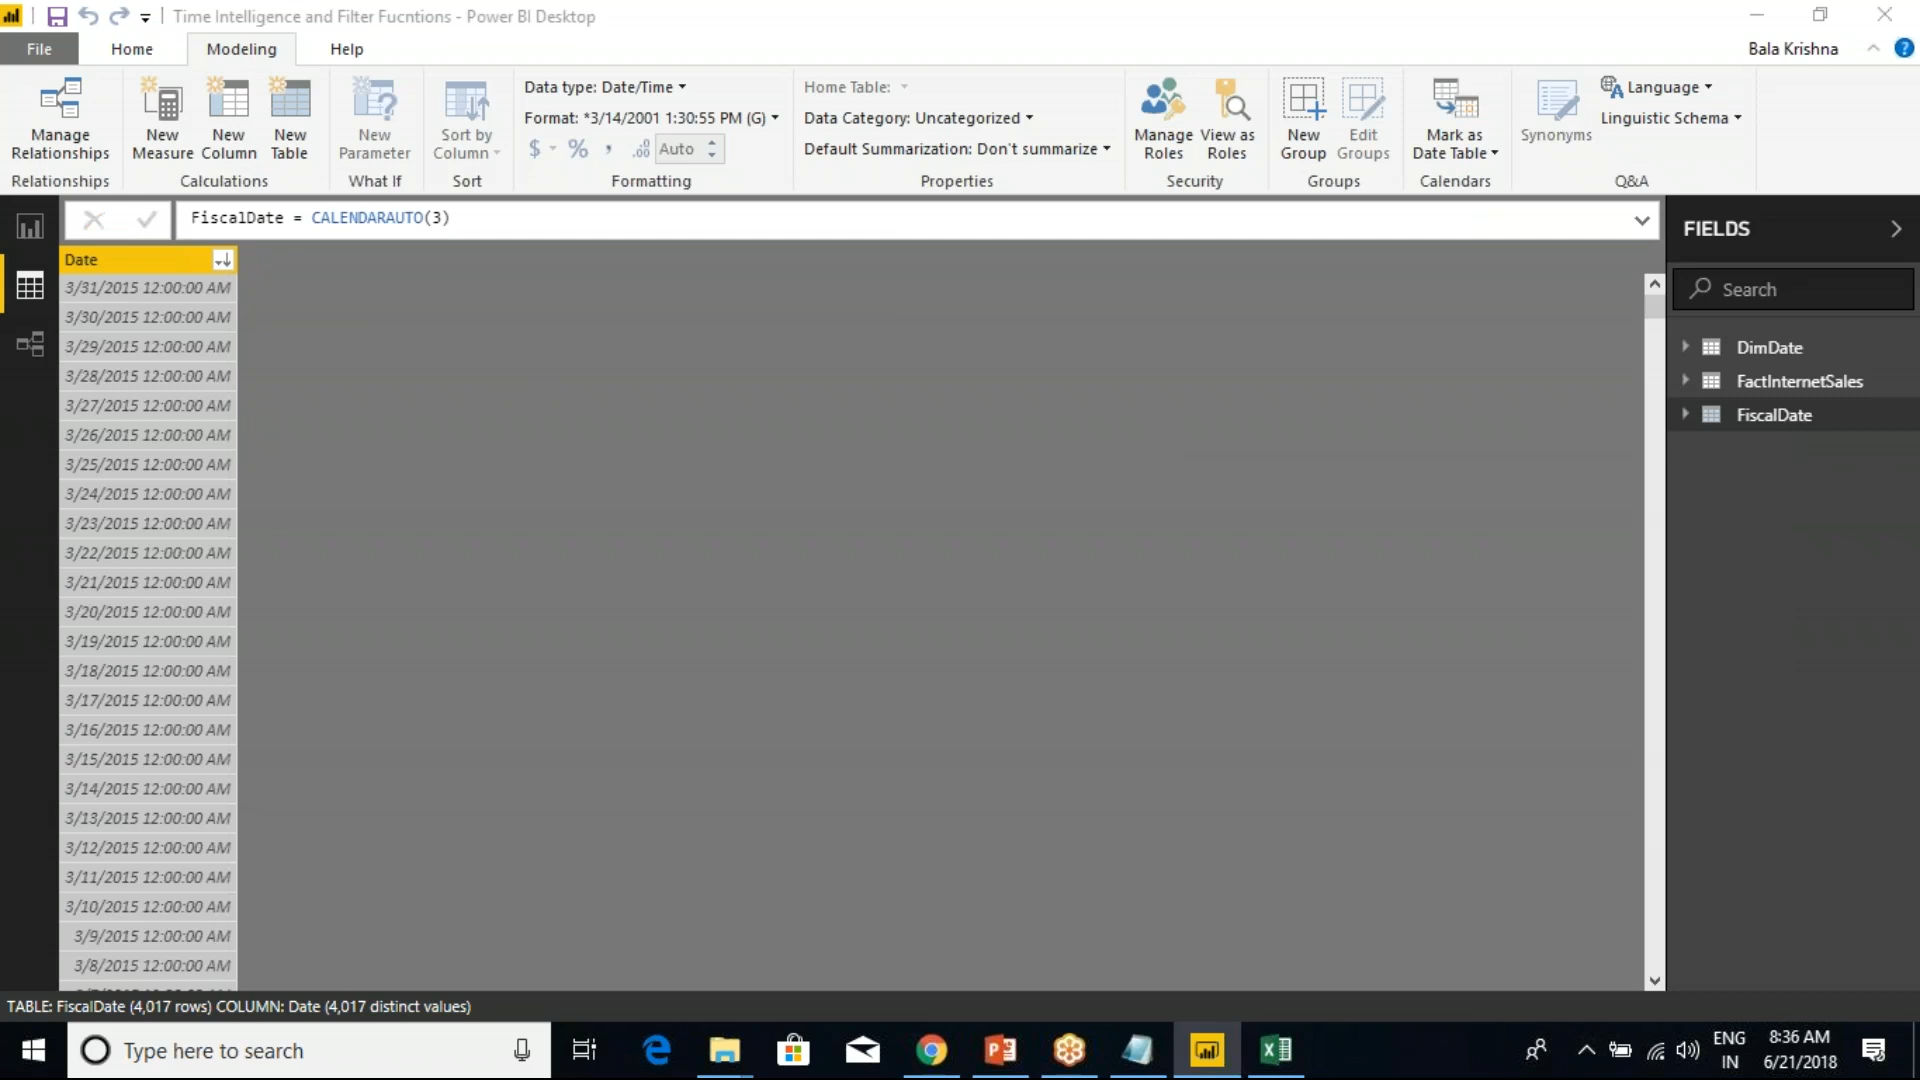 Time Intelligence and Filter Fucntions - Power BI Desktop
File
Home
Modeling
Help
Bala Krishna
Manage Relationships
New Measure
New Column
New Table
New Parameter
Sort by Column
Data type: Date/Time
Format: *3/14/2001 1:30:55 PM (G)
$ % , .00 Auto
Home Table:
Data Category: Uncategorized
Default Summarization: Don't summarize
Manage Roles
View as Roles
New Group
Edit Groups
Mark as Date Table
Synonyms
Language
Linguistic Schema
Relationships
Calculations
What If
Sort
Formatting
Properties
Security
Groups
Calendars
Q&A
FiscalDate = CALENDARAUTO(3)
Date
3/31/2015 12:00:00 AM
3/30/2015 12:00:00 AM
3/29/2015 12:00:00 AM
3/28/2015 12:00:00 AM
3/27/2015 12:00:00 AM
3/26/2015 12:00:00 AM
3/25/2015 12:00:00 AM
3/24/2015 12:00:00 AM
3/23/2015 12:00:00 AM
3/22/2015 12:00:00 AM
3/21/2015 12:00:00 AM
3/20/2015 12:00:00 AM
3/19/2015 12:00:00 AM
3/18/2015 12:00:00 AM
3/17/2015 12:00:00 AM
3/16/2015 12:00:00 AM
3/15/2015 12:00:00 AM
3/14/2015 12:00:00 AM
3/13/2015 12:00:00 AM
3/12/2015 12:00:00 AM
3/11/2015 12:00:00 AM
3/10/2015 12:00:00 AM
3/9/2015 12:00:00 AM
3/8/2015 12:00:00 AM
FIELDS
Search
DimDate
FactInternetSales
FiscalDate
TABLE: FiscalDate (4,017 rows) COLUMN: Date (4,017 distinct values)
Type here to search
ENG
IN
8:36 AM
6/21/2018